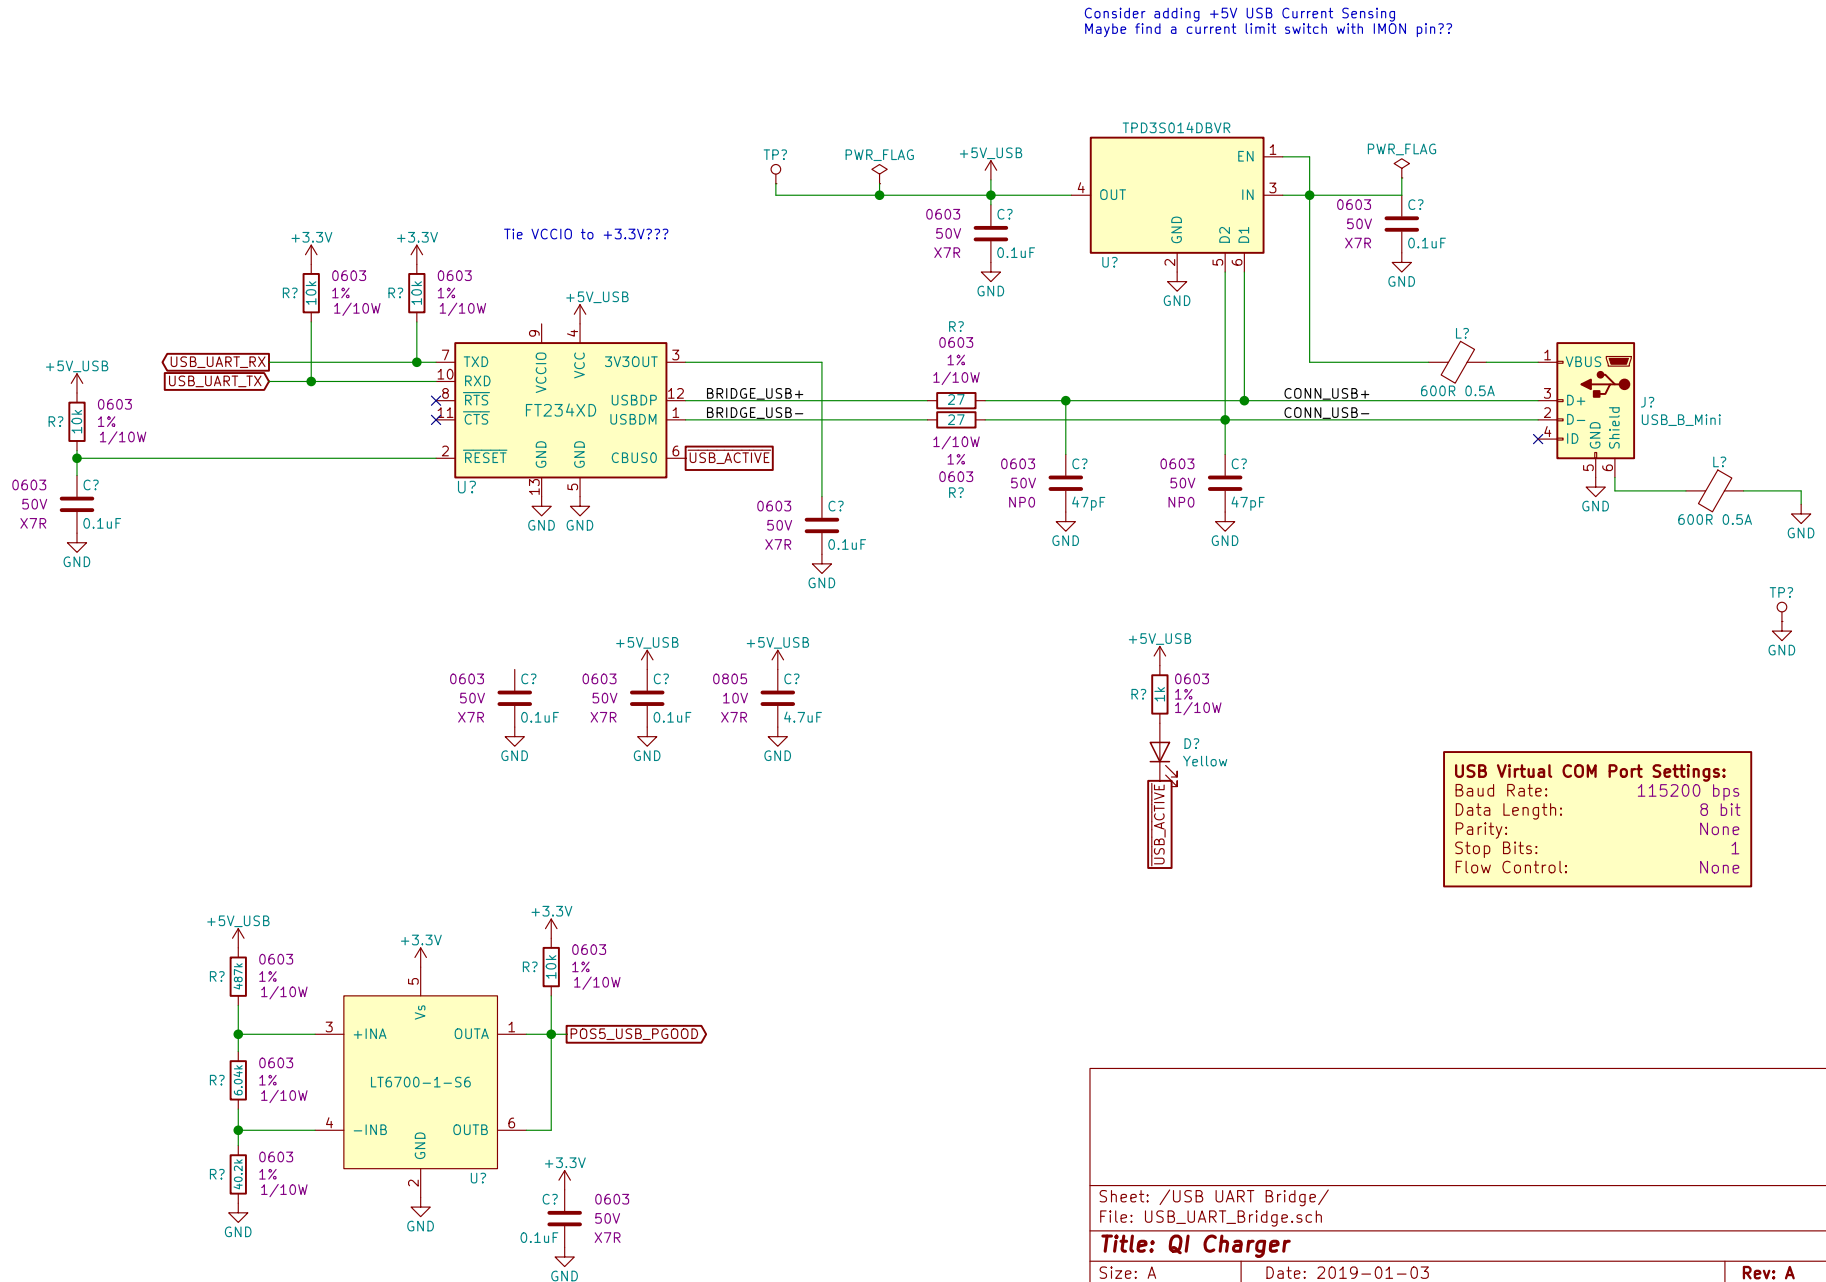 Consider adding +5V USB Current Sensing
Maybe find a current limit switch with IMON pin??
TPD3S014DBVR
TP?
PWR_FLAG
+5V_USB
PWR_FLAG
4
OUT
EN
1
IN
3
GND
D2
D1
2
5
6
U?
GND
0603
50V
X7R
C?
0.1uF
GND
0603
50V
X7R
C?
0.1uF
GND
Tie VCCIO to +3.3V???
+3.3V
R?
10k
0603
1%
1/10W
+3.3V
R?
10k
0603
1%
1/10W
+5V_USB
USB_UART_RX
USB_UART_TX
+5V_USB
R?
10k
0603
1%
1/10W
0603
50V
X7R
C?
0.1uF
GND
9
4
VCCIO
VCC
7
TXD
10
RXD
8
RTS
11
CTS
2
RESET
FT234XD
3V3OUT
3
USBDP
12
USBDM
1
CBUS0
6
USB_ACTIVE
GND
GND
13
5
U?
GND
GND
BRIDGE_USB+
BRIDGE_USB-
R?
0603
1%
1/10W
27
27
1/10W
1%
0603
R?
0603
50V
X7R
C?
0.1uF
GND
CONN_USB+
CONN_USB-
0603
50V
NP0
C?
47pF
GND
0603
50V
NP0
C?
47pF
GND
L?
600R 0.5A
1
VBUS
3
D+
2
D-
4
ID
GND
Shield
5
6
J?
USB_B_Mini
GND
L?
600R 0.5A
GND
TP?
GND
0603
50V
X7R
C?
0.1uF
GND
+5V_USB
0603
50V
X7R
C?
0.1uF
GND
+5V_USB
0805
10V
X7R
C?
4.7uF
GND
+5V_USB
R?
1k
0603
1%
1/10W
D?
Yellow
USB_ACTIVE
USB Virtual COM Port Settings:
Baud Rate: 115200 bps
Data Length: 8 bit
Parity: None
Stop Bits: 1
Flow Control: None
+5V_USB
R?
487k
0603
1%
1/10W
R?
6.04k
0603
1%
1/10W
R?
40.2k
0603
1%
1/10W
GND
+3.3V
5
Vs
3
+INA
4
-INB
LT6700-1-S6
OUTA
1
OUTB
6
GND
2
U?
GND
+3.3V
R?
10k
0603
1%
1/10W
POS5_USB_PGOOD
+3.3V
C?
0.1uF
0603
50V
X7R
GND
Sheet: /USB UART Bridge/
File: USB_UART_Bridge.sch
Title: QI Charger
Size: A
Date: 2019-01-03
Rev: A